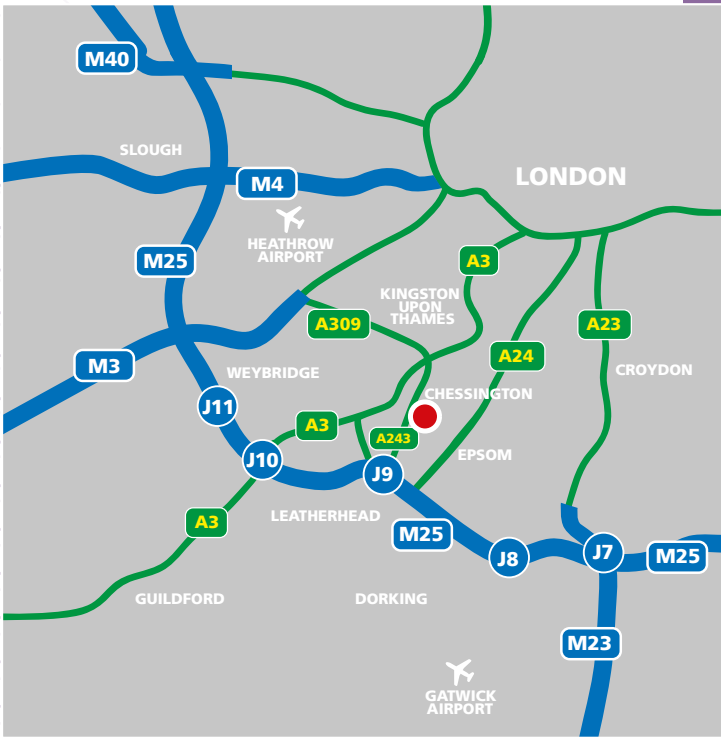 M40
SLOUGH
M4
LONDON
HEATHROW
AIRPORT
M25
A3
KINGSTON
UPON
THAMES
A309
A23
A24
M3
WEYBRIDGE
CROYDON
CHESSINGTON
J11
A3
A243
J10
EPSOM
J9
LEATHERHEAD
A3
M25
J8
J7
M25
GUILDFORD
DORKING
M23
GATWICK
AIRPORT